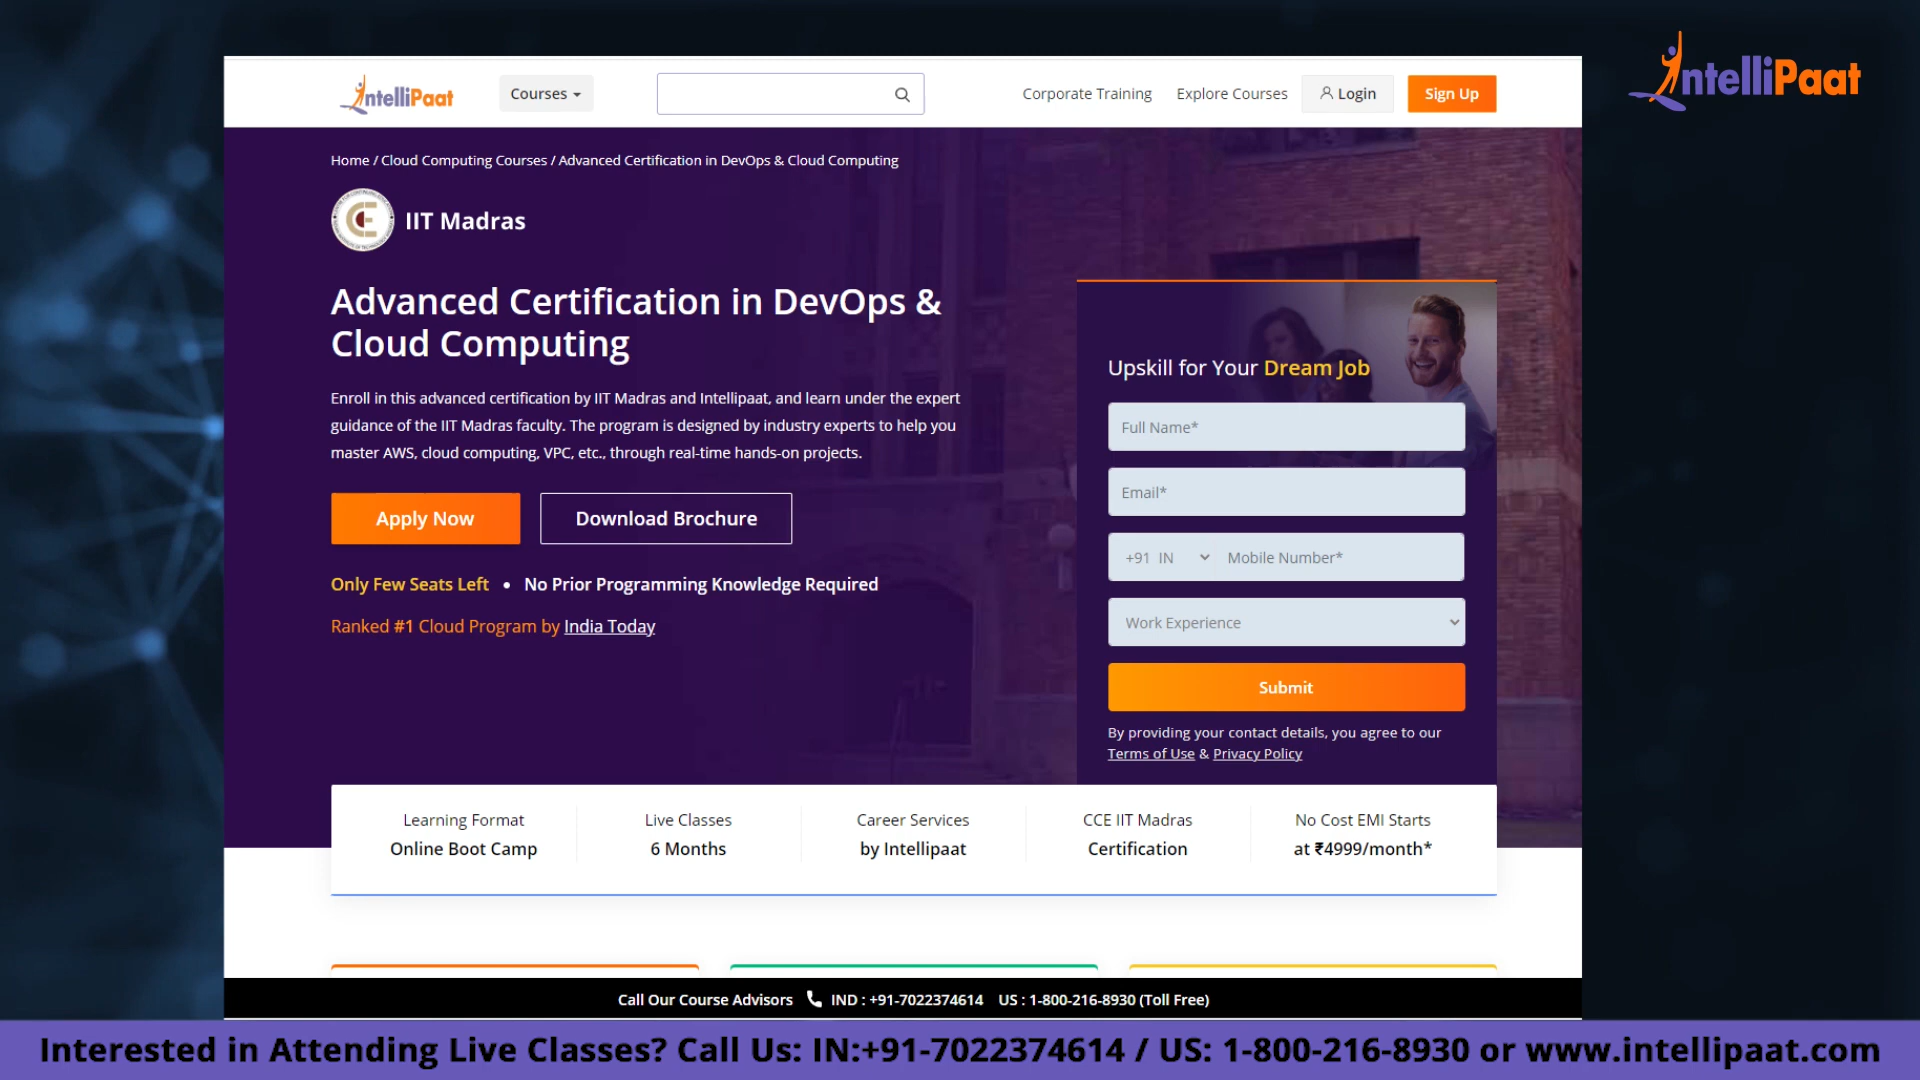 IntelliPaat
Courses
Corporate Training
Explore Courses
Login
Sign Up
IntelliPaat
Home / Cloud Computing Courses / Advanced Certification in DevOps & Cloud Computing
IIT Madras
Advanced Certification in DevOps &
Cloud Computing
Enroll in this advanced certification by IIT Madras and Intellipaat, and learn under the expert
guidance of the IIT Madras faculty. The program is designed by industry experts to help you
master AWS, cloud computing, VPC, etc., through real-time hands-on projects.
Apply Now
Download Brochure
Only Few Seats Left • No Prior Programming Knowledge Required
Ranked #1 Cloud Program by India Today
Upskill for Your Dream Job
Full Name*
Email*
+91 IN
Mobile Number*
Work Experience
Submit
By providing your contact details, you agree to our
Terms of Use & Privacy Policy
Learning Format
Online Boot Camp
Live Classes
6 Months
Career Services
by Intellipaat
CCE IIT Madras
Certification
No Cost EMI Starts
at ₹4999/month*
Call Our Course Advisors IND : +91-7022374614 US : 1-800-216-8930 (Toll Free)
Interested in Attending Live Classes? Call Us: IN:+91-7022374614 / US: 1-800-216-8930 or www.intellipaat.com